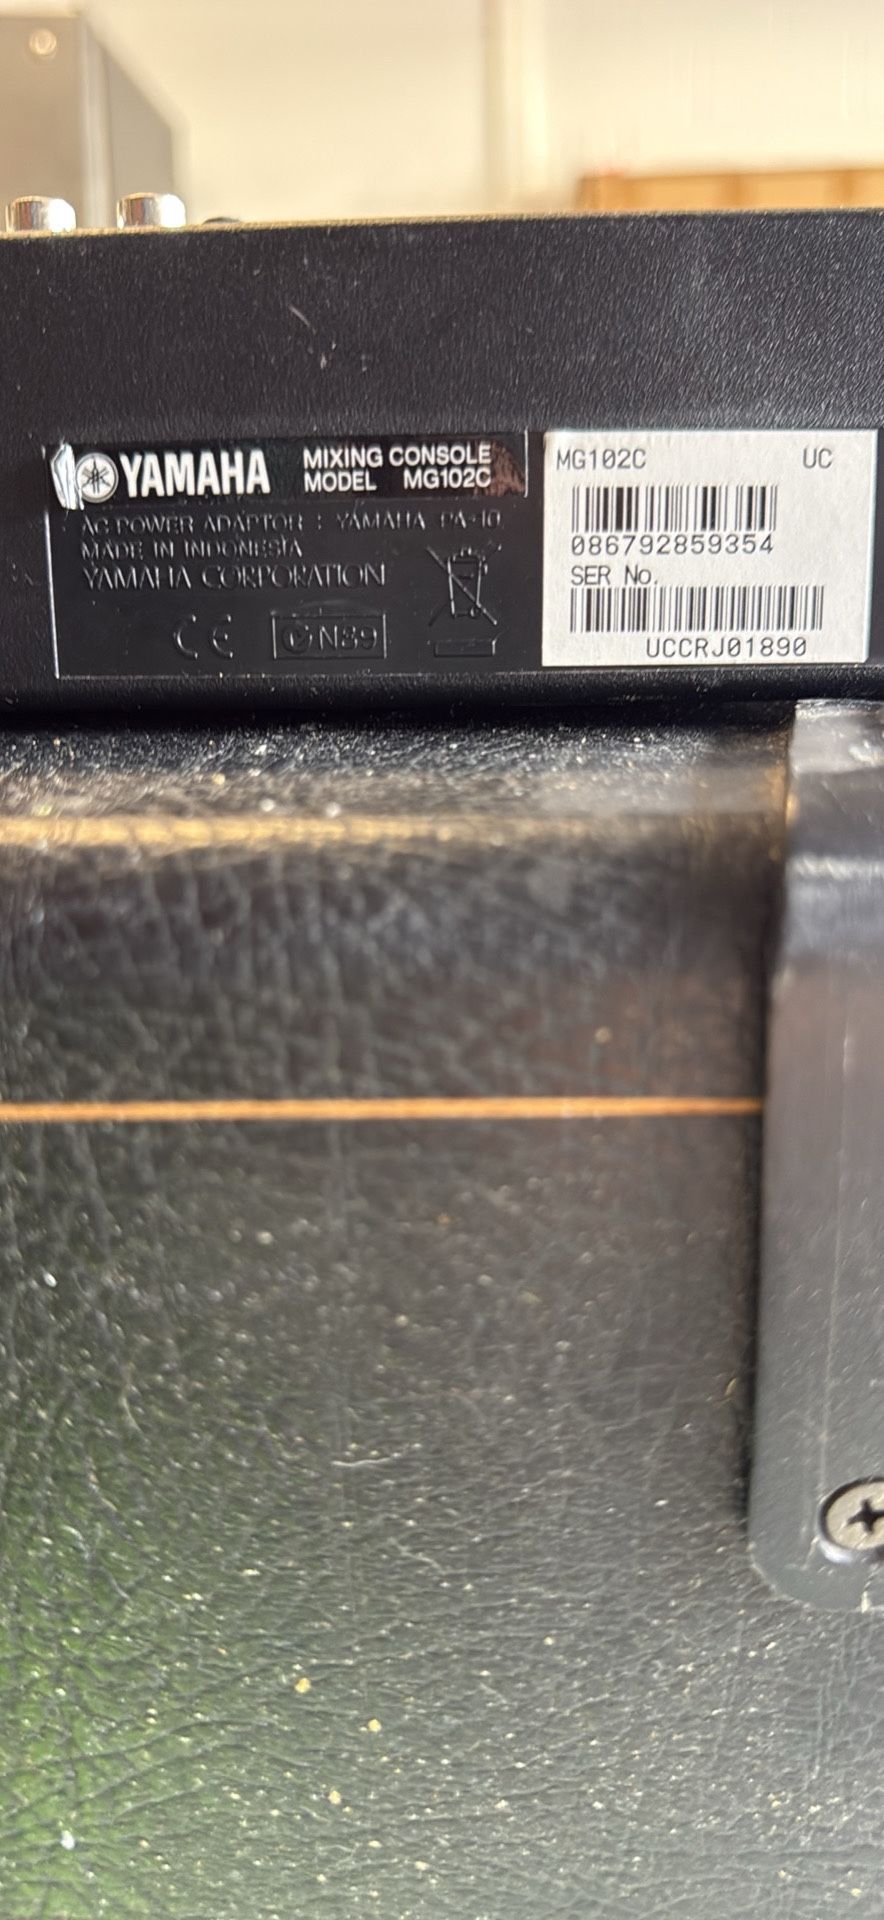 YAMAHA MIXING CONSOLE
MODEL MG102C
AC POWER ADAPTOR : YAMAHA PA-10
MADE IN INDONESIA
YAMAHA CORPORATION
CE N89
MG102C UC
086792859354
SER No.
UCCRJ01890